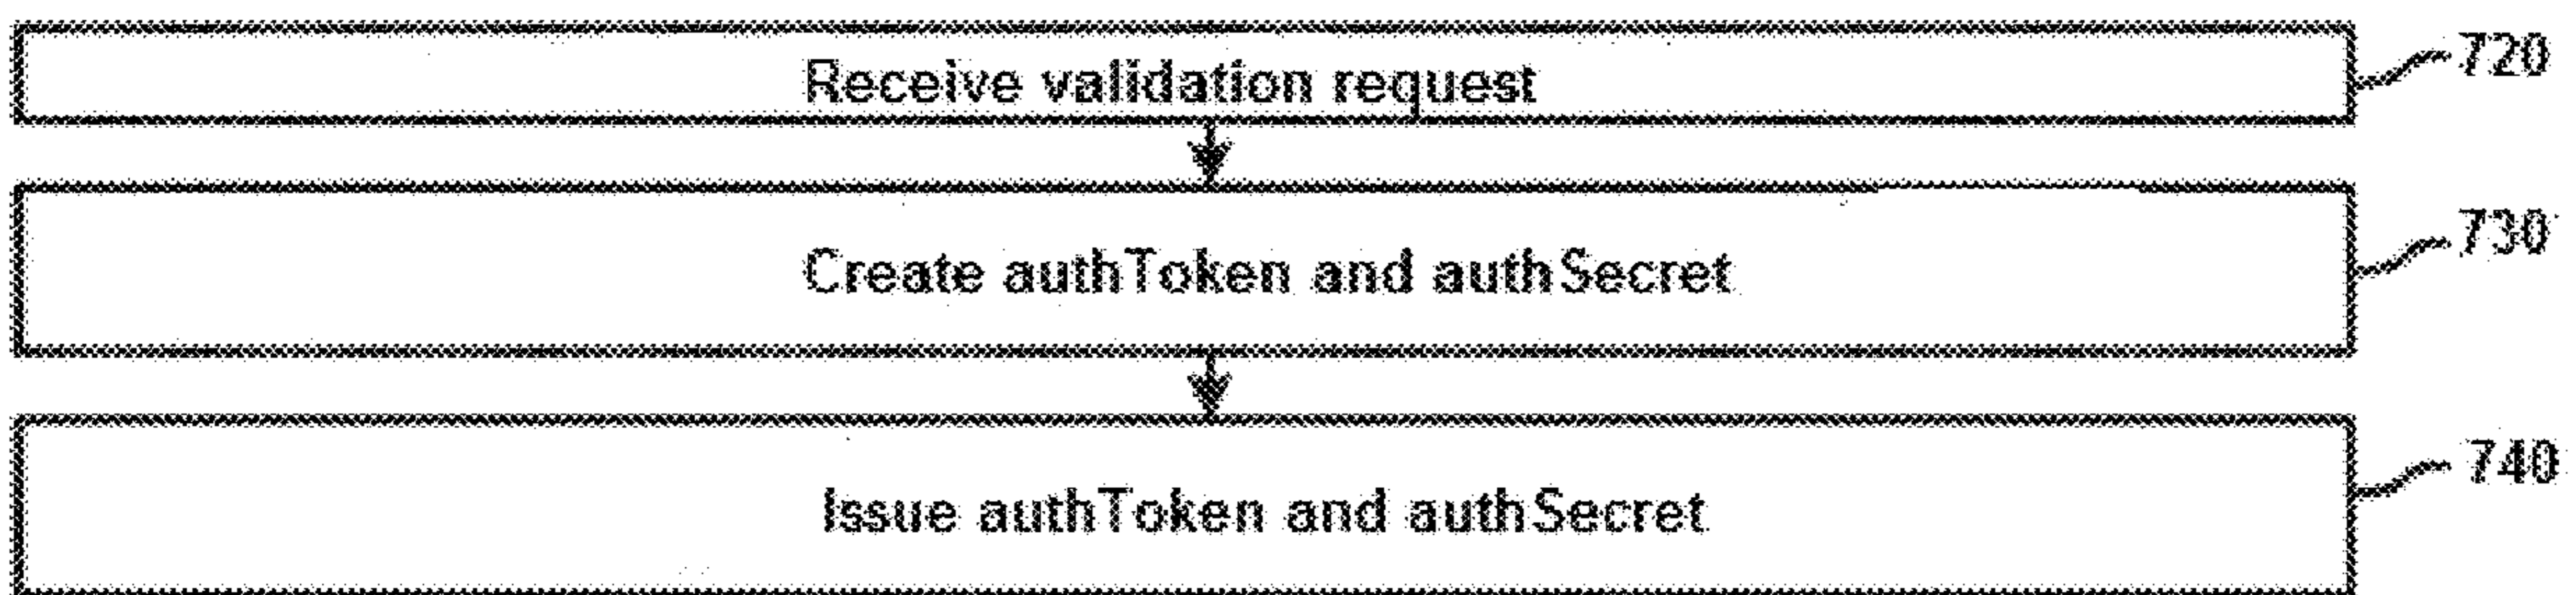 Receive validation request
720
Create authToken and authSecret
730
Issue authToken and authSecret
740